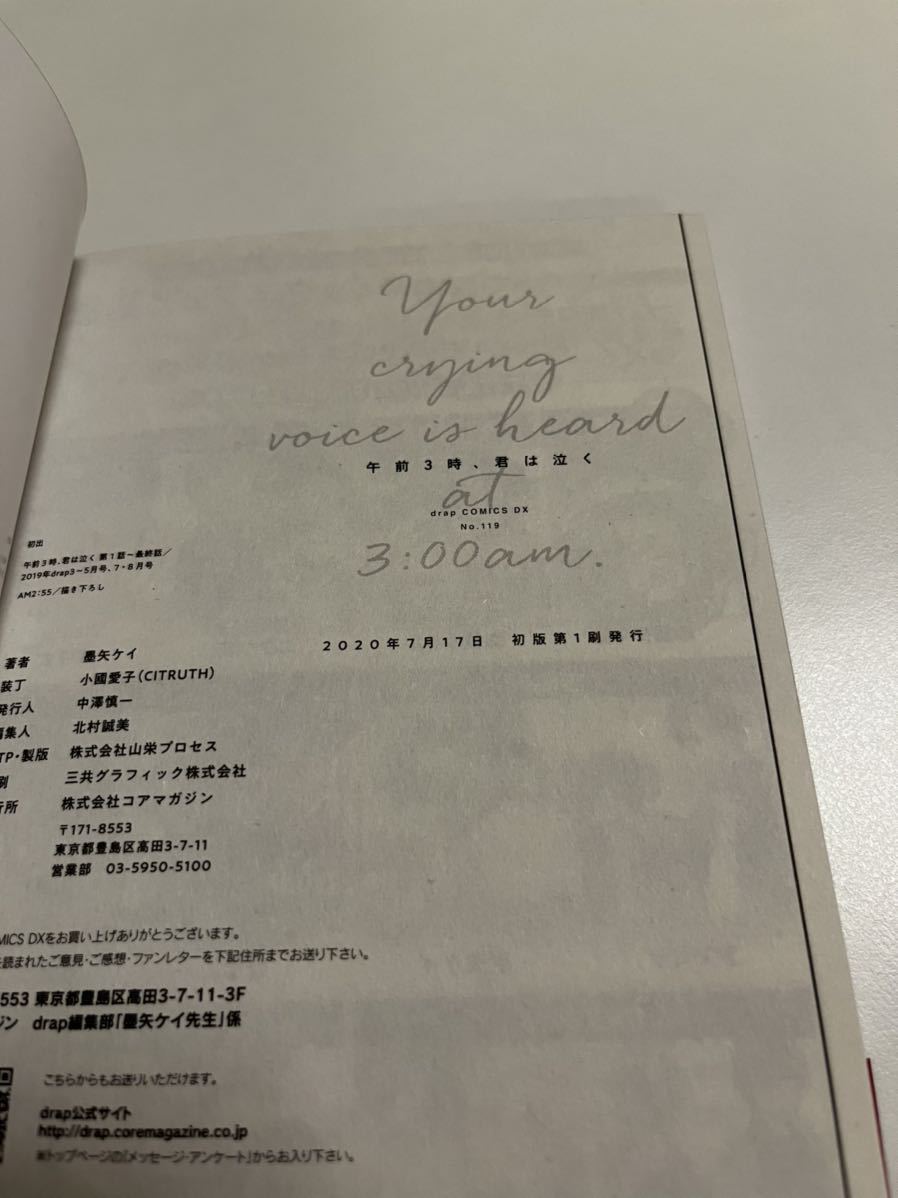 Your
crying
voice is heard
午前3時、君は泣く
at
drap COMICS DX
No.119
3:00am.
初出
午前3時、君は泣く 第1話〜最終話/
2019年drap3〜5月号、7・8月号
AM2:55/描き下ろし
2020年7月17日 初版第1刷発行
著者 墨矢ケイ
装丁 小國愛子(CITRUTH)
発行人 中澤慎一
編集人 北村誠美
TP・製版 株式会社山栄プロセス
刷 三共グラフィック株式会社
行所 株式会社コアマガジン
〒171-8553
東京都豊島区高田3-7-11
営業部 03-5950-5100
MICS DXをお買い上げありがとうございます。
読まれたご意見・ご感想・ファンレターを下記住所までお送り下さい。
553 東京都豊島区高田3-7-11-3F
ジン drap編集部「墨矢ケイ先生」係
こちらからもお送りいただけます。
drap公式サイト
http://drap.coremagazine.co.jp
※トップページの「メッセージ・アンケート」からお入り下さい。